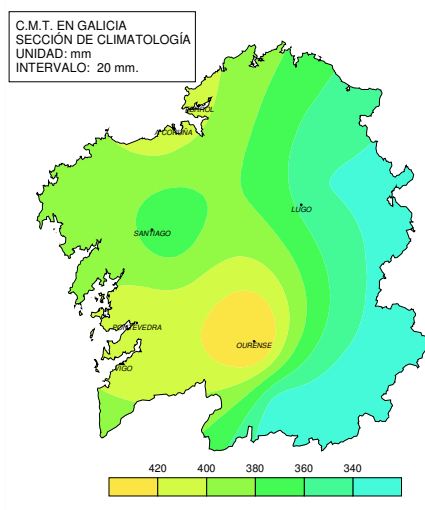 C.M.T. EN GALICIA
SECCIÓN DE CLIMATOLOGÍA
UNIDAD: mm
INTERVALO: 20 mm.
FERROL
A CORUÑA
LUGO
SANTIAGO
PONTEVEDRA
OURENSE
VIGO
420 400 380 360 340